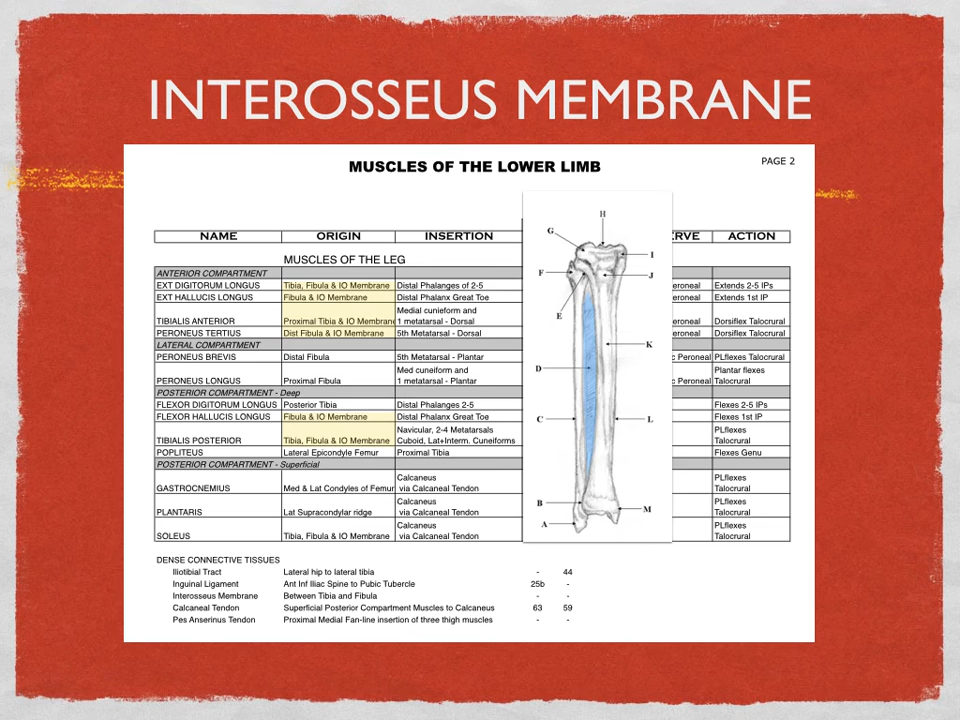 INTEROSSEUS MEMBRANE
MUSCLES OF THE LOWER LIMB
PAGE 2
NAME ORIGIN INSERTION ERVE ACTION
MUSCLES OF THE LEG
ANTERIOR COMPARTMENT
EXT DIGITORUM LONGUS Tibia, Fibula & IO Membrane Distal Phalanges of 2-5 eroneal Extends 2-5 IPs
EXT HALLUCIS LONGUS Fibula & IO Membrane Distal Phalanx Great Toe eroneal Extends 1st IP
Medial cunieform and
TIBIALIS ANTERIOR Proximal Tibia & IO Membrane 1 metatarsal - Dorsal eroneal Dorsiflex Talocrural
PERONEUS TERTIUS Dist Fibula & IO Membrane 5th Metatarsal - Dorsal eroneal Dorsiflex Talocrural
LATERAL COMPARTMENT
PERONEUS BREVIS Distal Fibula 5th Metatarsal - Plantar c Peroneal PLflexes Talocrural
Med cuneiform and Plantar flexes
PERONEUS LONGUS Proximal Fibula 1 metatarsal - Plantar c Peroneal Talocrural
POSTERIOR COMPARTMENT - Deep
FLEXOR DIGITORUM LONGUS Posterior Tibia Distal Phalanges 2-5 Flexes 2-5 IPs
FLEXOR HALLUCIS LONGUS Fibula & IO Membrane Distal Phalanx Great Toe Flexes 1st IP
Navicular, 2-4 Metatarsals PLflexes
TIBIALIS POSTERIOR Tibia, Fibula & IO Membrane Cuboid, Lat+Interm. Cuneiforms Talocrural
POPLITEUS Lateral Epicondyle Femur Proximal Tibia Flexes Genu
POSTERIOR COMPARTMENT - Superficial
Calcaneus PLflexes
GASTROCNEMIUS Med & Lat Condyles of Femur via Calcaneal Tendon Talocrural
Calcaneus PLflexes
PLANTARIS Lat Supracondylar ridge via Calcaneal Tendon Talocrural
Calcaneus PLflexes
SOLEUS Tibia, Fibula & IO Membrane via Calcaneal Tendon Talocrural
H
G
I
F
J
E
K
D
C
L
B
M
A
DENSE CONNECTIVE TISSUES
Iliotibial Tract Lateral hip to lateral tibia - 44
Inguinal Ligament Ant Inf Iliac Spine to Pubic Tubercle 25b -
Interosseus Membrane Between Tibia and Fibula - -
Calcaneal Tendon Superficial Posterior Compartment Muscles to Calcaneus 63 59
Pes Anserinus Tendon Proximal Medial Fan-line insertion of three thigh muscles - -